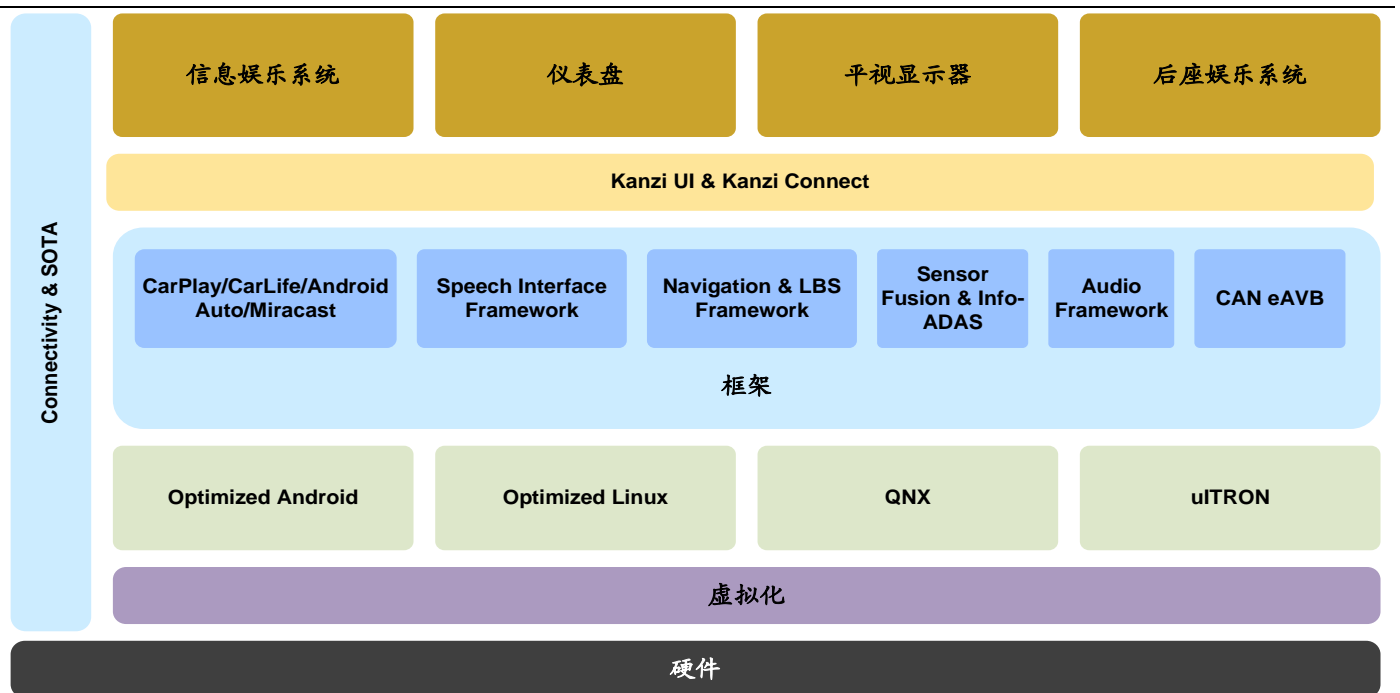 信息娱乐系统
仪表盘
平视显示器
后座娱乐系统
Kanzi UI & Kanzi Connect
Connectivity & SOTA
CarPlay/CarLife/Android
Auto/Miracast
Speech Interface
Framework
Navigation & LBS
Framework
Sensor
Fusion & Info-
ADAS
Audio
Framework
CAN eAVB
框架
Optimized Android
Optimized Linux
QNX
uITRON
虚拟化
硬件